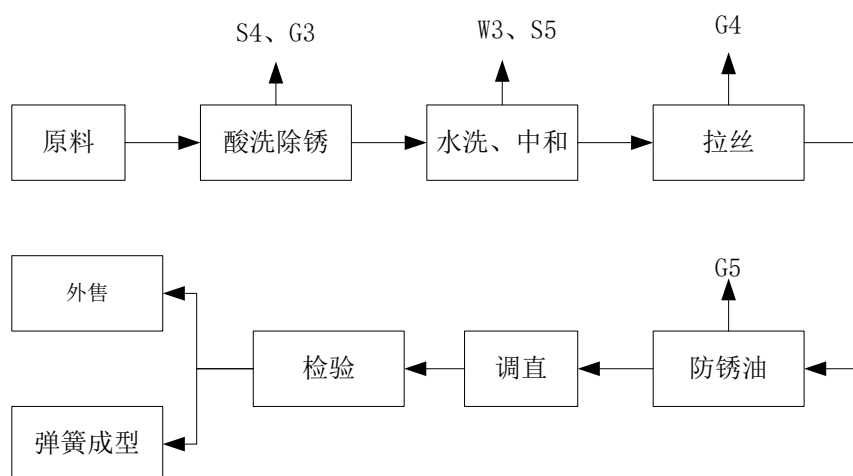 S4、G3
W3、S5
G4
原料
酸洗除锈
水洗、中和
拉丝
G5
外售
检验
调直
防锈油
弹簧成型